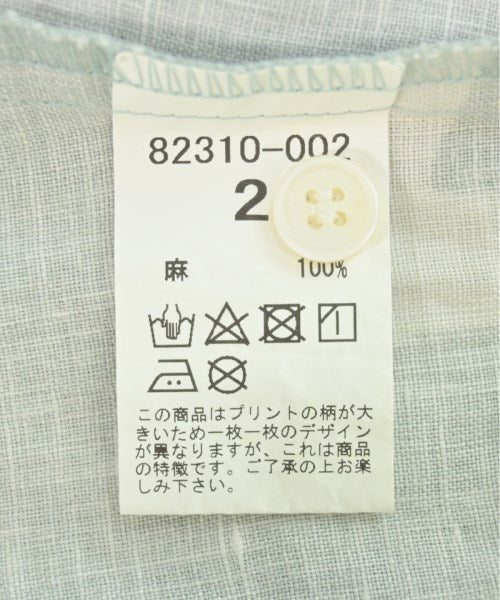 82310-002
2
麻 100%
この商品はプリントの柄が大
きいため一枚一枚のデザイン
が異なりますが、これは商品
の特徴です。ご了承の上お楽
しみ下さい。